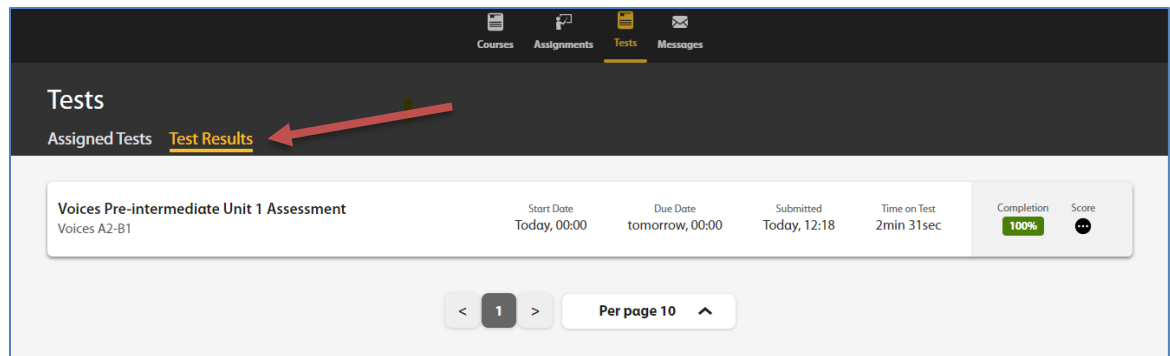 Courses Assignments Tests Messages
Tests
Assigned Tests Test Results
Voices Pre-intermediate Unit 1 Assessment
Voices A2-B1
Start Date
Today, 00:00
Due Date
tomorrow, 00:00
Submitted
Today, 12:18
Time on Test
2min 31sec
Completion
100%
Score
< 1 > Per page 10